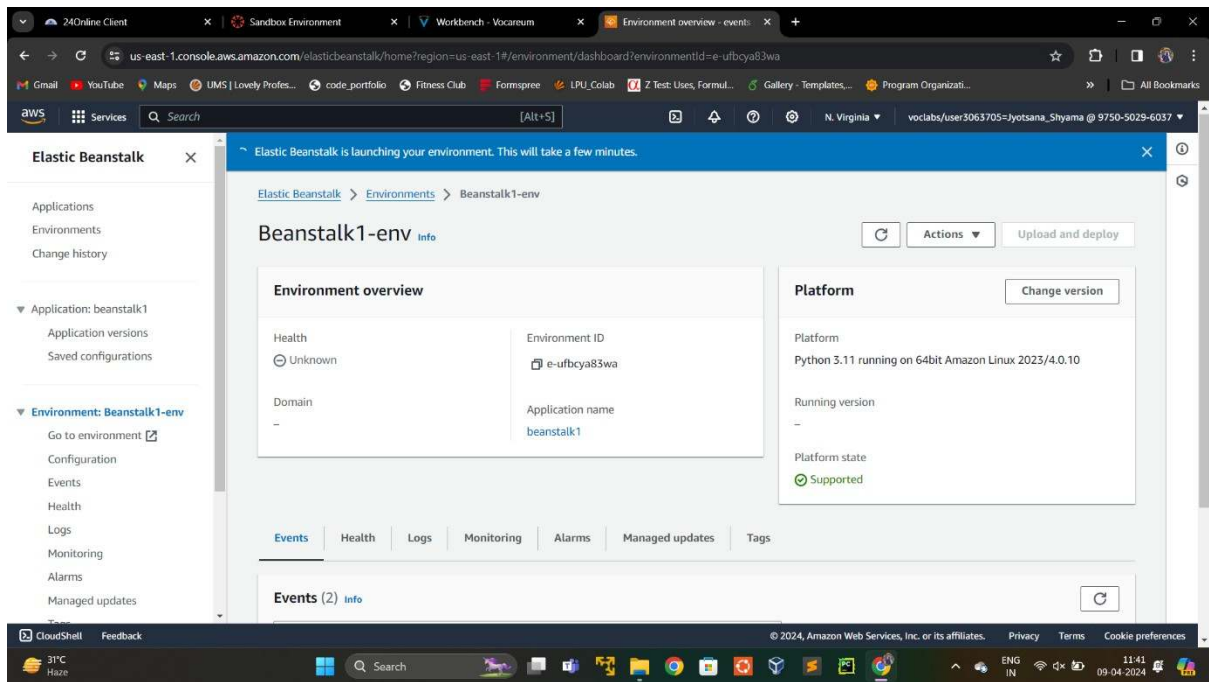 24Online Client
Sandbox Environment
Workbench - Vocareum
Environment overview - events
us-east-1.console.aws.amazon.com/elasticbeanstalk/home?region=us-east-1#/environment/dashboard?environmentId=e-ufbcya83wa
Gmail YouTube Maps UMS | Lovely Profes... code_portfolio Fitness Club Formspree LPU_Colab Z Test: Uses, Formul... Gallery - Templates,... Program Organizati... » All Bookmarks
aws Services Search [Alt+S] N. Virginia ▼ voclabs/user3063705=Jyotsana_Shyama @ 9750-5029-6037 ▼
Elastic Beanstalk
Applications
Environments
Change history
Application: beanstalk1
Application versions
Saved configurations
Environment: Beanstalk1-env
Go to environment
Configuration
Events
Health
Logs
Monitoring
Alarms
Managed updates
Tags
Elastic Beanstalk is launching your environment. This will take a few minutes.
Elastic Beanstalk > Environments > Beanstalk1-env
Beanstalk1-env Info
Actions ▼
Upload and deploy
Environment overview
Health
Unknown
Domain
–
Environment ID
e-ufbcya83wa
Application name
beanstalk1
Platform
Change version
Platform
Python 3.11 running on 64bit Amazon Linux 2023/4.0.10
Running version
–
Platform state
Supported
Events Health Logs Monitoring Alarms Managed updates Tags
Events (2) Info
CloudShell Feedback © 2024, Amazon Web Services, Inc. or its affiliates. Privacy Terms Cookie preferences
31°C
Haze
Search
ENG
IN
11:41
09-04-2024